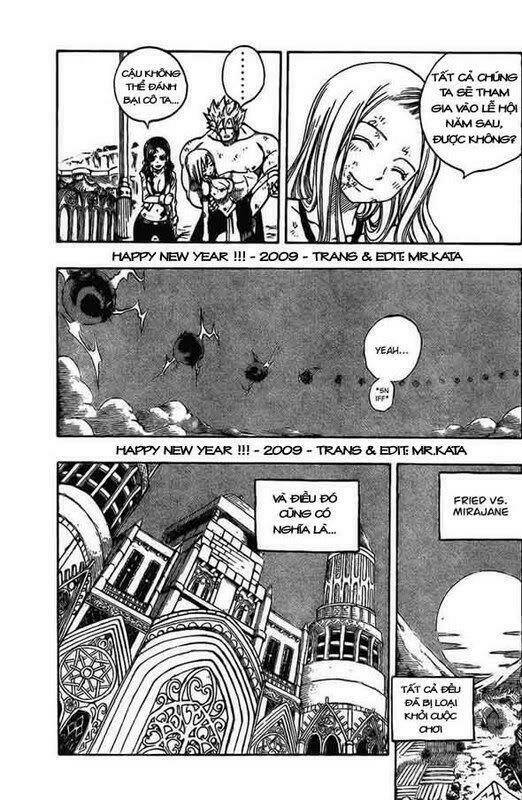 TẤT CẢ CHÚNG
TA SẼ THAM
GIA VÀO LỄ HỘI
NĂM SAU,
ĐƯỢC KHÔNG?
........
CẬU KHÔNG
THỂ ĐÁNH
BẠI CÔ TA...
HAPPY NEW YEAR !!! - 2009 - TRANS & EDIT: MR.KATA
YEAH...
*SN
IFF*
HAPPY NEW YEAR !!! - 2009 - TRANS & EDIT: MR.KATA
FRIED VS.
MIRAJANE
TẤT CẢ ĐỀU
ĐÃ BỊ LOẠI
KHỎI CUỘC
CHƠI
VÀ ĐIỀU ĐÓ
CŨNG CÓ
NGHĨA LÀ...